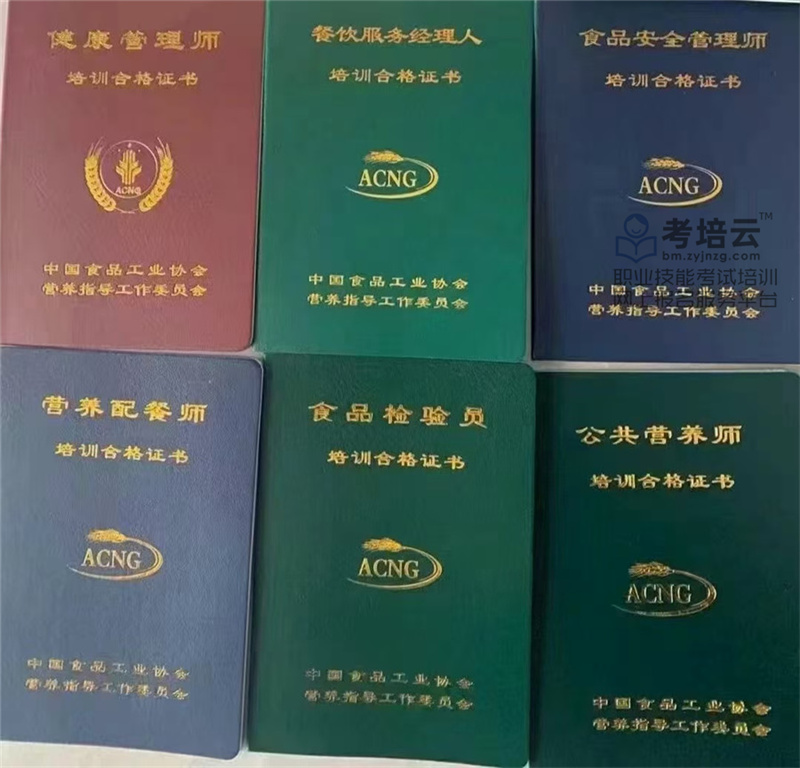 健康管理师
培训合格证书
ACNG
中国食品工业协会
营养指导工作委员会
餐饮服务经理人
培训合格证书
ACNG
中国食品工业协会
营养指导工作委员会
食品安全管理师
培训合格证书
ACNG
考培云™
bm.zyjnzg.com
职业技能考试培训
网上报名服务平台
中国食品工业协会
营养指导工作委员会
营养配餐师
培训合格证书
ACNG
中国食品工业协会
营养指导工作委员会
食品检验员
培训合格证书
ACNG
中国食品工业协会
营养指导工作委员会
公共营养师
培训合格证书
ACNG
中国食品工业协会
营养指导工作委员会